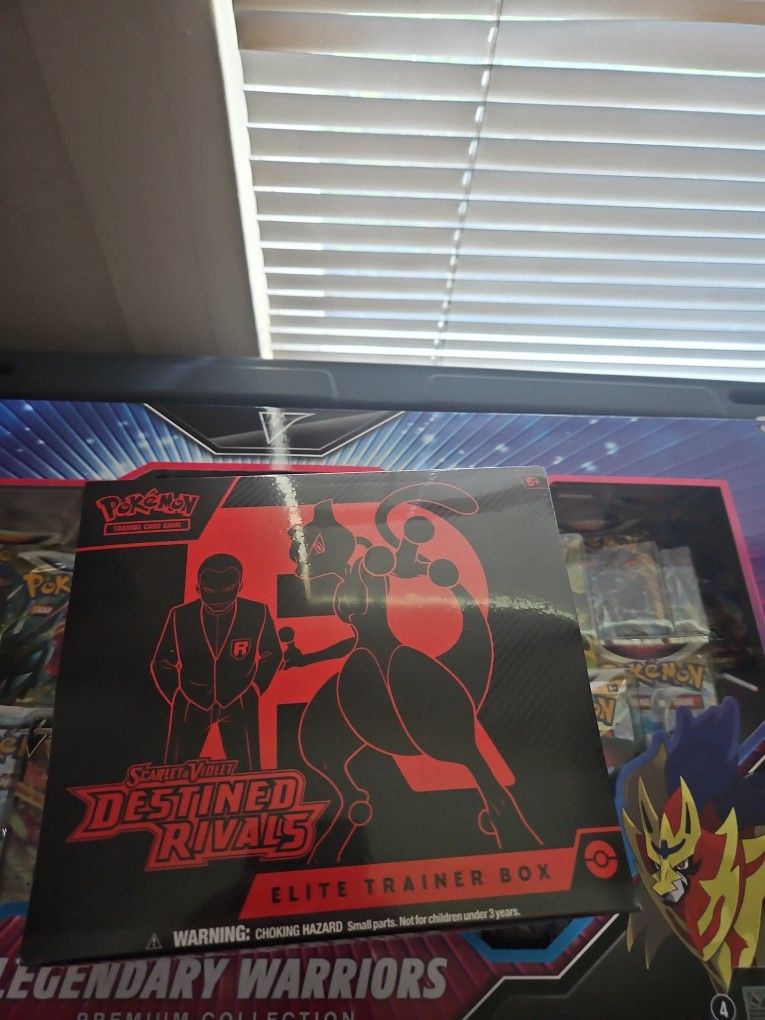 POKéMON
TRADING CARD GAME
6+
R
SCARLET & VIOLET
DESTINED
RIVALS
ELITE TRAINER BOX
WARNING: CHOKING HAZARD Small parts. Not for children under 3 years.
LEGENDARY WARRIORS
PREMIUM COLLECTION
4